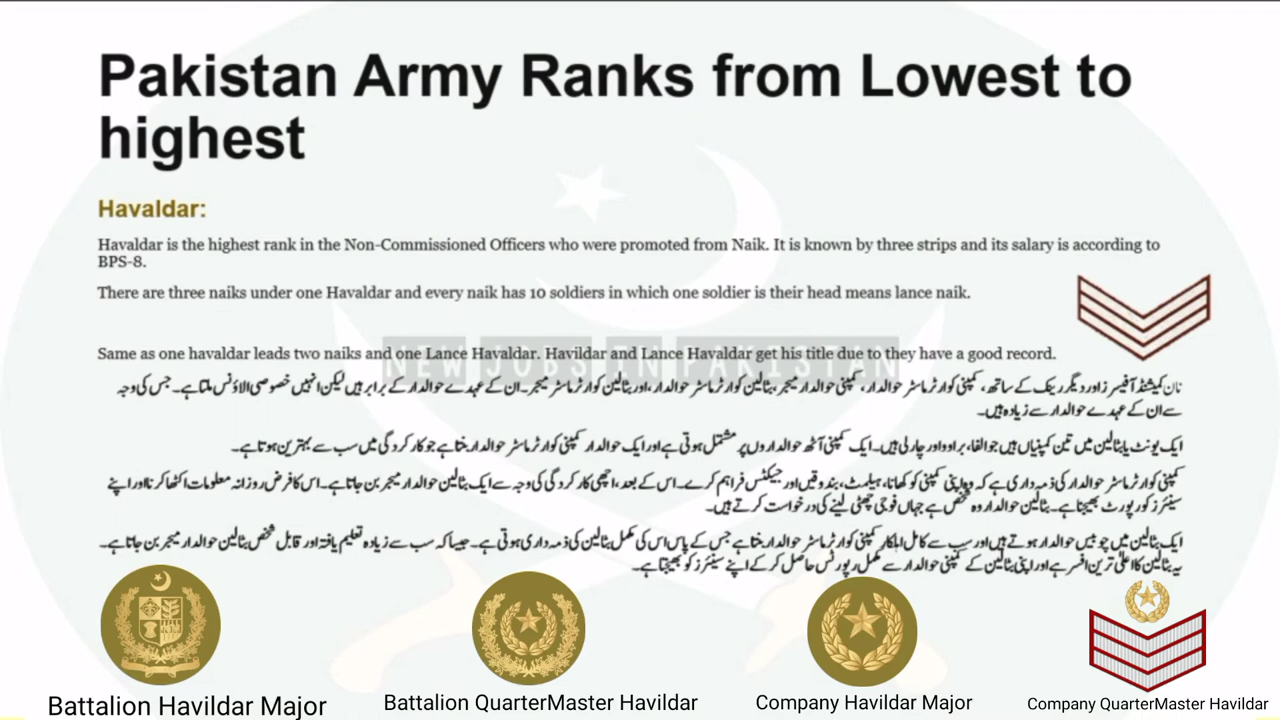 Pakistan Army Ranks from Lowest to
highest
Havaldar:
Havaldar is the highest rank in the Non-Commissioned Officers who were promoted from Naik. It is known by three strips and its salary is according to
BPS-8.
There are three naiks under one Havaldar and every naik has 10 soldiers in which one soldier is their head means lance naik.
NEW JOBS IN PAKISTAN
Same as one havaldar leads two naiks and one Lance Havaldar. Havildar and Lance Havaldar get his title due to they have a good record.
نان کمیشنڈ آفیسرز اور دیگر رینک کے ساتھ، کمپنی کوارٹر ماسٹر حوالدار، کمپنی حوالدار میجر، بٹالین کوارٹر ماسٹر حوالدار، اور بٹالین کوارٹر ماسٹر میجر۔ ان کے عہدے حوالدار کے برابر ہیں لیکن انہیں خصوصی الاؤنس ملتا ہے۔ جس کی وجہ
سے ان کے عہدے حوالدار سے زیادہ ہیں۔
ایک یونٹ یا بٹالین میں تین کمپنیاں ہیں جو الفا، براوو اور چارلی ہیں۔ ایک کمپنی آٹھ حوالداروں پر مشتمل ہوتی ہے اور ایک حوالدار کمپنی کوارٹر ماسٹر حوالدار بنتا ہے جو کارکردگی میں سب سے بہترین ہوتا ہے۔
کمپنی کوارٹر ماسٹر حوالدار کی ذمہ داری ہے کہ وہ اپنی کمپنی کو کھانا، ہیلمٹ، بندوقیں اور جیکٹس فراہم کرے۔ اس کے بعد، اچھی کارکردگی کی وجہ سے ایک بٹالین حوالدار میجر بن جاتا ہے۔ اس کا فرض روزانہ معلومات اکٹھا کرنا اور اپنے
سینئرز کو رپورٹ بھیجنا ہے۔ بٹالین حوالدار وہ شخص ہے جہاں فوجی چھٹی لینے کی درخواست کرتے ہیں۔
ایک بٹالین میں چوبیس حوالدار ہوتے ہیں اور سب سے کامل اہلکار کمپنی کوارٹر ماسٹر حوالدار بنتا ہے جس کے پاس اس کی مکمل بٹالین کی ذمہ داری ہوتی ہے۔ جیسا کہ سب سے زیادہ تعلیم یافتہ اور قابل شخص بٹالین حوالدار میجر بن جاتا ہے۔
یہ بٹالین کا اعلیٰ ترین افسر ہے اور اپنی بٹالین کے کمپنی حوالدار سے مکمل رپورٹس حاصل کر کے اپنے سینئرز کو بھیجتا ہے۔
Battalion Havildar Major
Battalion QuarterMaster Havildar
Company Havildar Major
Company QuarterMaster Havildar